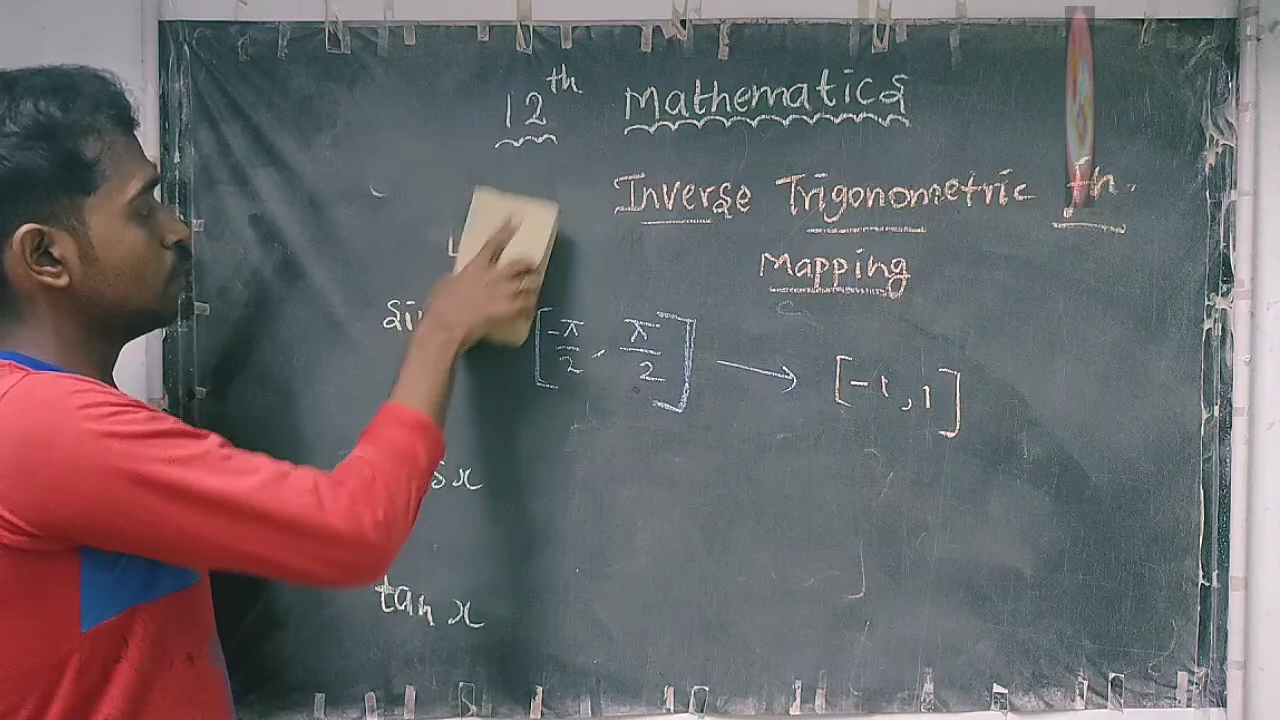 12th Mathematics
Inverse Trigonometric fn.
Mapping
[-π/2, π/2] → [-1, 1]
tan x